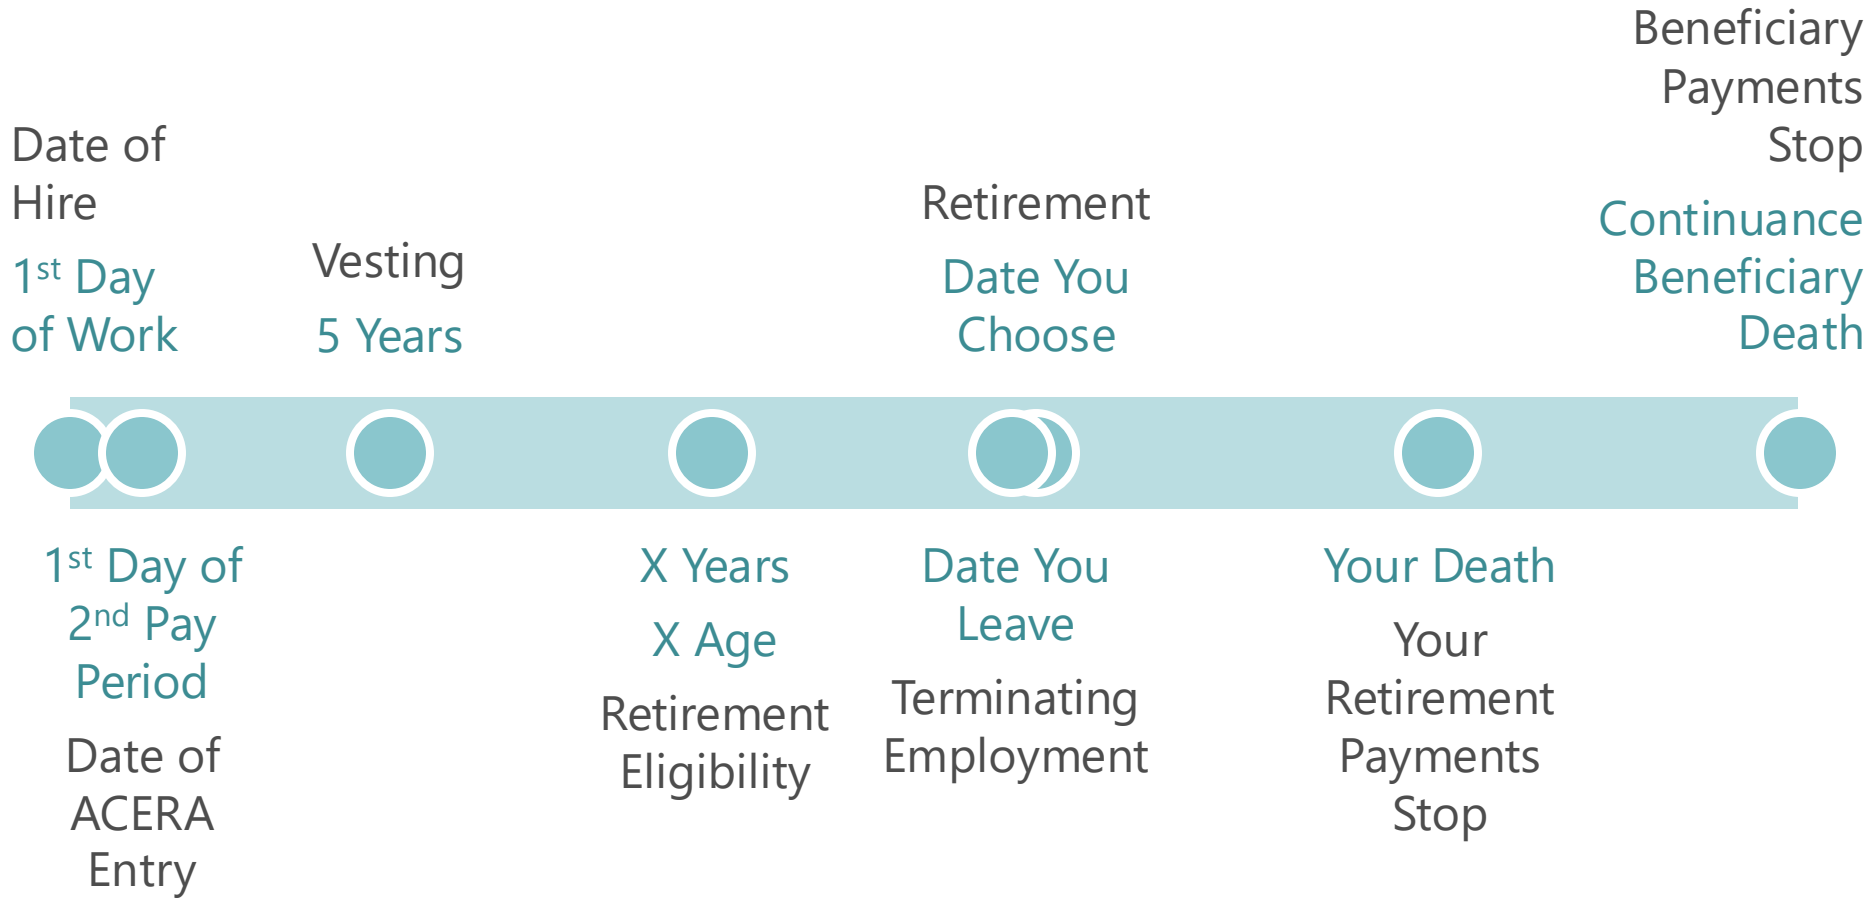 Date of
Hire
1st Day
of Work
Vesting
5 Years
Retirement
Date You
Choose
Beneficiary
Payments
Stop
Continuance
Beneficiary
Death
1st Day of
2nd Pay
Period
Date of
ACERA
Entry
X Years
X Age
Retirement
Eligibility
Date You
Leave
Terminating
Employment
Your Death
Your
Retirement
Payments
Stop